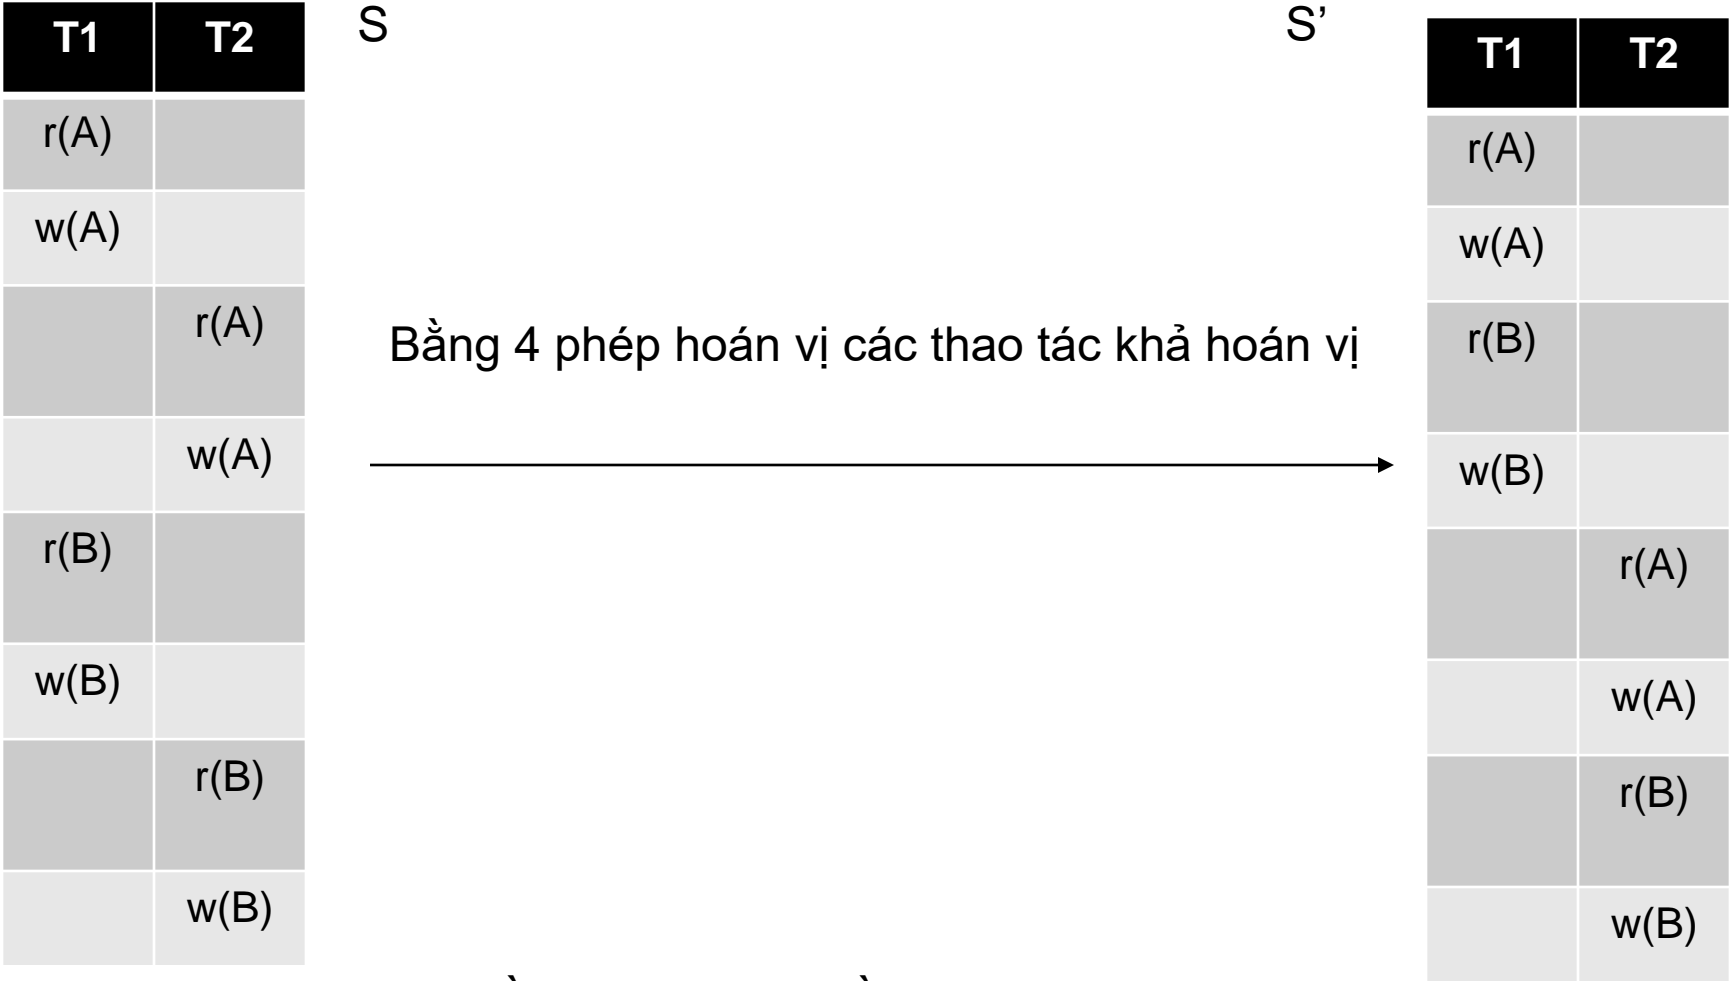 S
S’
T1 T2
r(A)
w(A)
r(A)
w(A)
r(B)
w(B)
r(B)
w(B)
Bằng 4 phép hoán vị các thao tác khả hoán vị
T1 T2
r(A)
w(A)
r(B)
w(B)
r(A)
w(A)
r(B)
w(B)